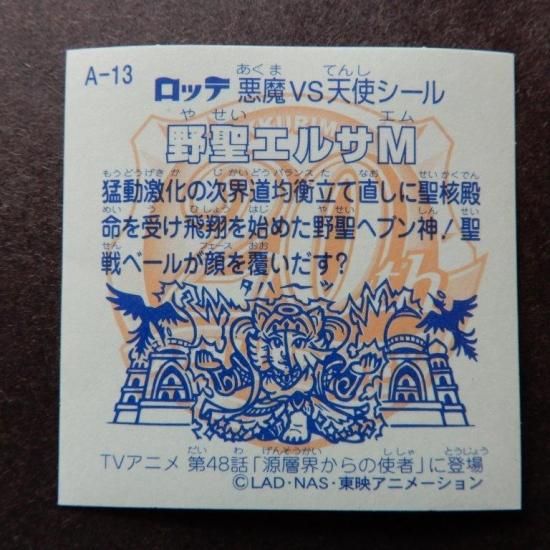 A-13 ロッテ 悪魔VS天使シール
野聖エルサM
猛動激化の次界道均衡立て直しに聖核殿
命を受け飛翔を始めた野聖ヘブン神!聖
戦ベールが顔を覆いだす?
タハーッ
TVアニメ 第48話「源層界からの使者」に登場
©LAD・NAS・東映アニメーション